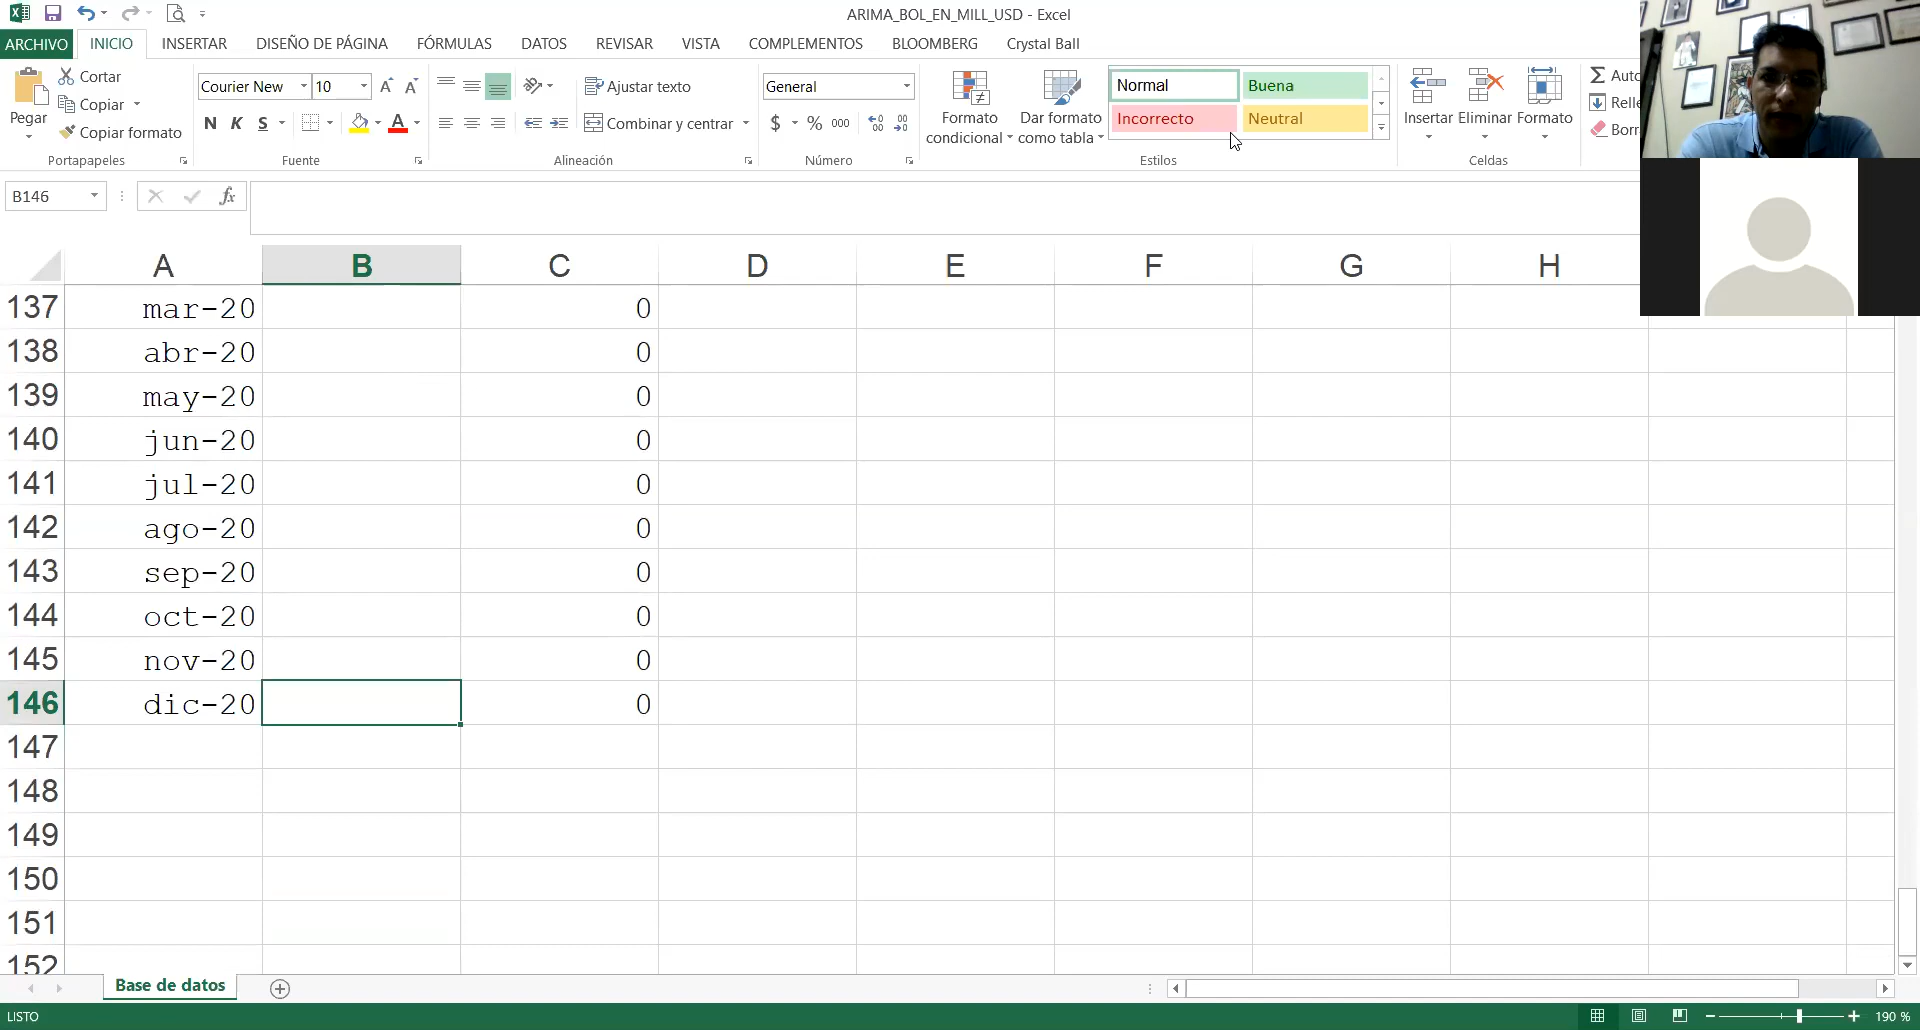 ARIMA_BOL_EN_MILL_USD - Excel
ARCHIVO INICIO INSERTAR DISEÑO DE PÁGINA FÓRMULAS DATOS REVISAR VISTA COMPLEMENTOS BLOOMBERG Crystal Ball
Pegar
Cortar
Copiar
Copiar formato
Portapapeles
Courier New 10
N K S
Fuente
Ajustar texto
Combinar y centrar
Alineación
General
$ % 000
Número
Formato condicional
Dar formato como tabla
Normal Buena
Incorrecto Neutral
Estilos
Insertar Eliminar Formato
Celdas
Σ Auto
Relle
Borr
B146
fx
A B C D E F G H
137 mar-20 0
138 abr-20 0
139 may-20 0
140 jun-20 0
141 jul-20 0
142 ago-20 0
143 sep-20 0
144 oct-20 0
145 nov-20 0
146 dic-20 0
147
148
149
150
151
152
Base de datos
LISTO
190 %